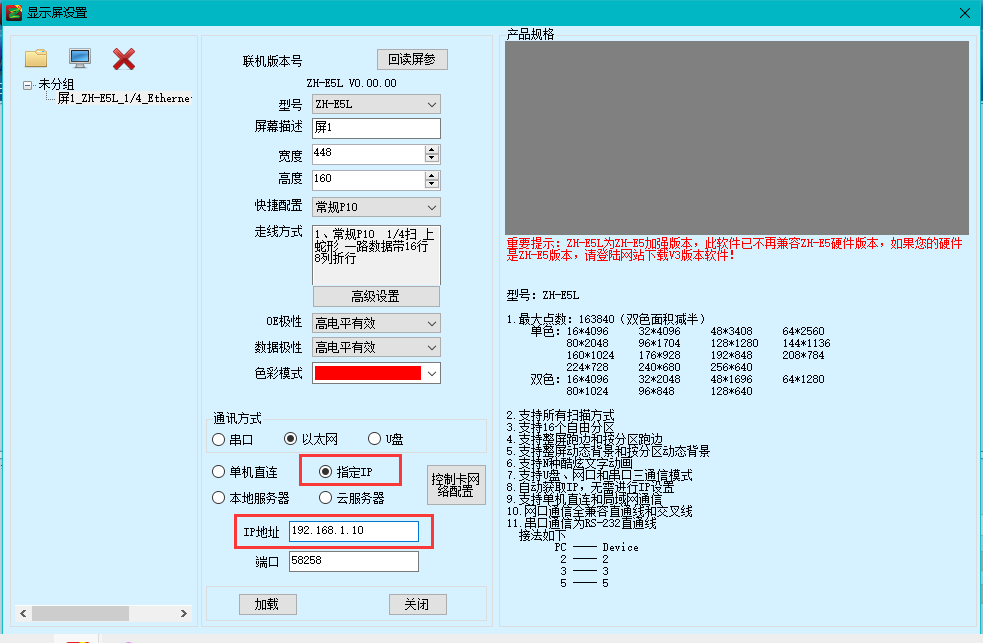 显示屏设置
未分组
屏1_ZH-E5L_1/4_Etherne
联机版本号
回读屏参
ZH-E5L V0.00.00
型号 ZH-E5L
屏幕描述 屏1
宽度 448
高度 160
快捷配置 常规P10
走线方式 1、常规P10 1/4扫 上
蛇形 一路数据带16行
8列折行
高级设置
OE极性 高电平有效
数据极性 高电平有效
色彩模式
通讯方式
串口 以太网 U盘
单机直连 指定IP
本地服务器 云服务器
控制卡网
络配置
IP地址 192.168.1.10
端口 58258
加载 关闭
产品规格
重要提示：ZH-E5L为ZH-E5加强版本，此软件已不再兼容ZH-E5硬件版本，如果您的硬件
是ZH-E5版本，请登陆网站下载V3版本软件！
型号：ZH-E5L
1.最大点数：163840（双色面积减半）
单色：16*4096 32*4096 48*3408 64*2560
80*2048 96*1704 128*1280 144*1136
160*1024 176*928 192*848 208*784
224*728 240*680 256*640
双色：16*4096 32*2048 48*1696 64*1280
80*1024 96*848 128*640
2.支持所有扫描方式
3.支持16个自由分区
4.支持整屏跑边和按分区跑边
5.支持整屏动态背景和按分区动态背景
6.支持N种酷炫文字动画
7.支持U盘、网口和串口三通信模式
8.自动获取IP，无需进行IP设置
9.支持单机直连和局域网通信
10.网口通信全兼容直通线和交叉线
11.串口通信为RS-232直通线
接法如下
PC —— Device
2 —— 2
3 —— 3
5 —— 5